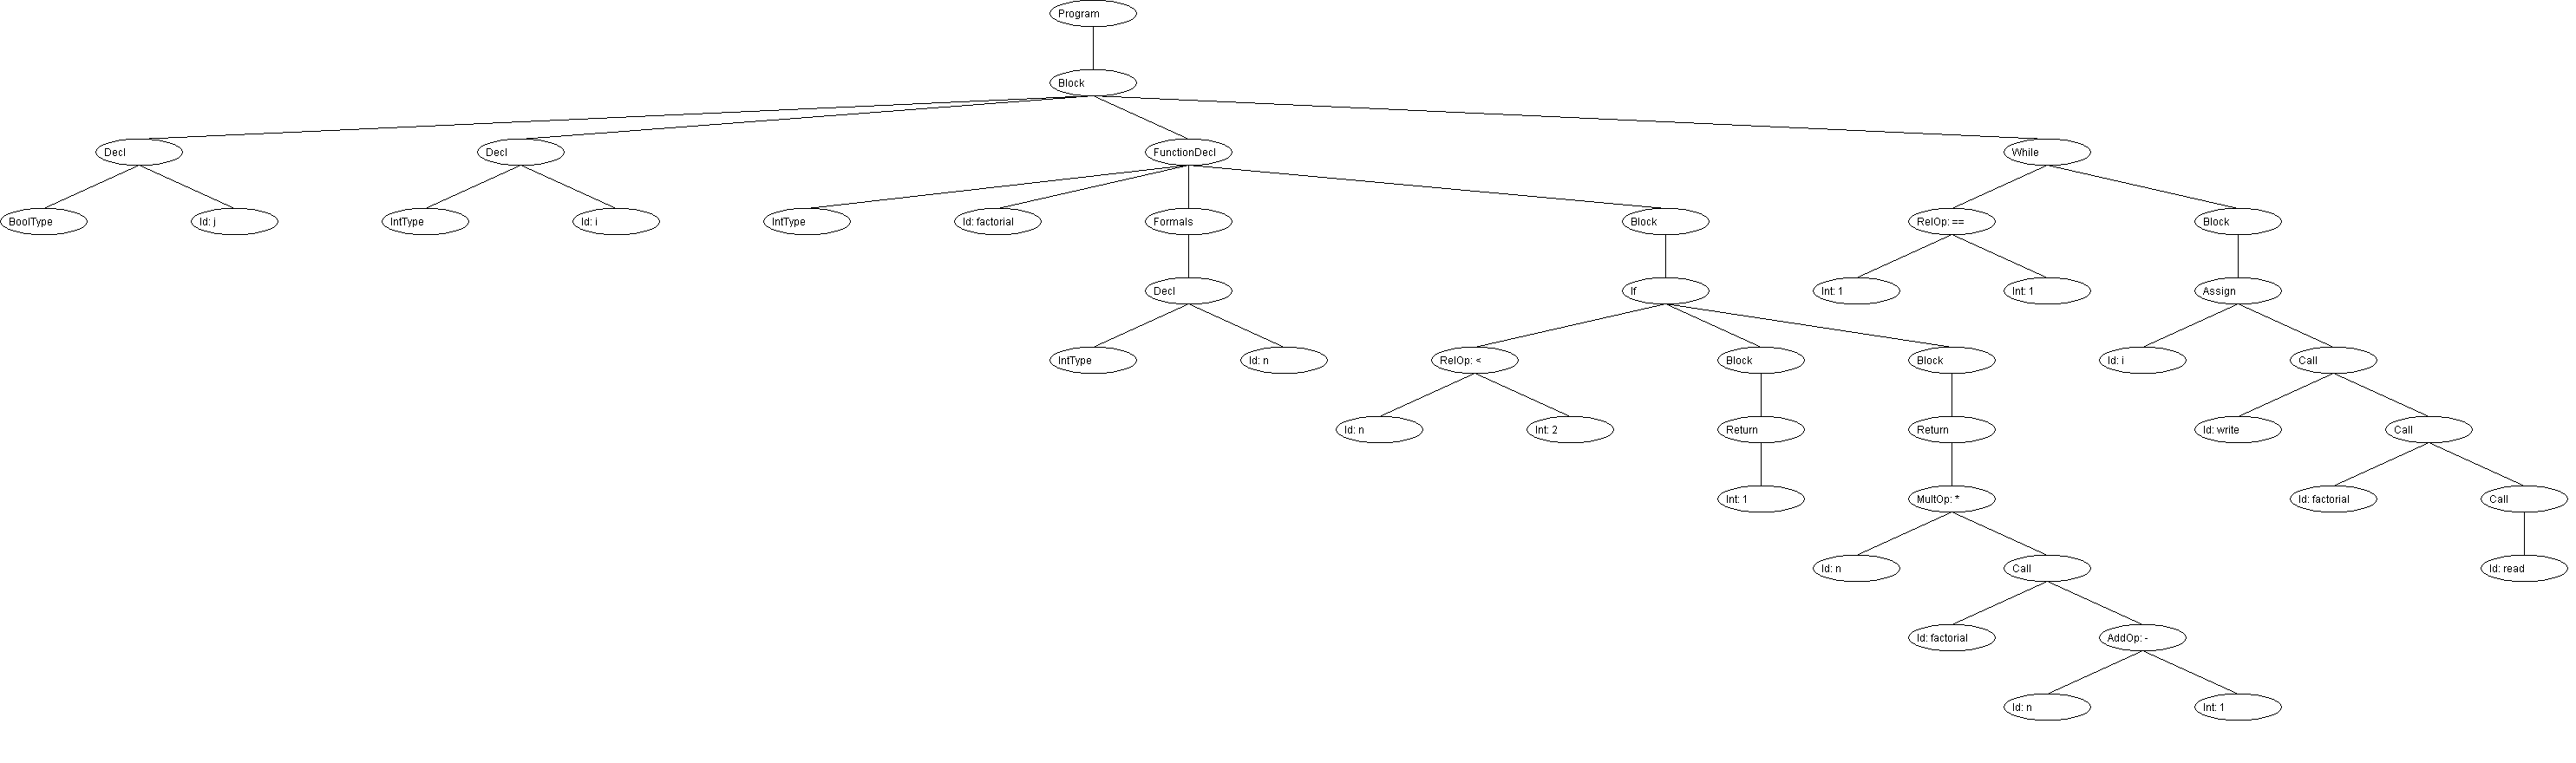 Program
Block
Decl
Decl
FunctionDecl
While
BoolType
Id: j
IntType
Id: i
IntType
Id: factorial
Formals
Block
RelOp: ==
Block
Decl
If
Int: 1
Int: 1
Assign
IntType
Id: n
RelOp: <
Block
Block
Id: i
Call
Id: n
Int: 2
Return
Return
Id: write
Call
Int: 1
MultOp: *
Id: factorial
Call
Id: n
Call
Id: read
Id: factorial
AddOp: -
Id: n
Int: 1